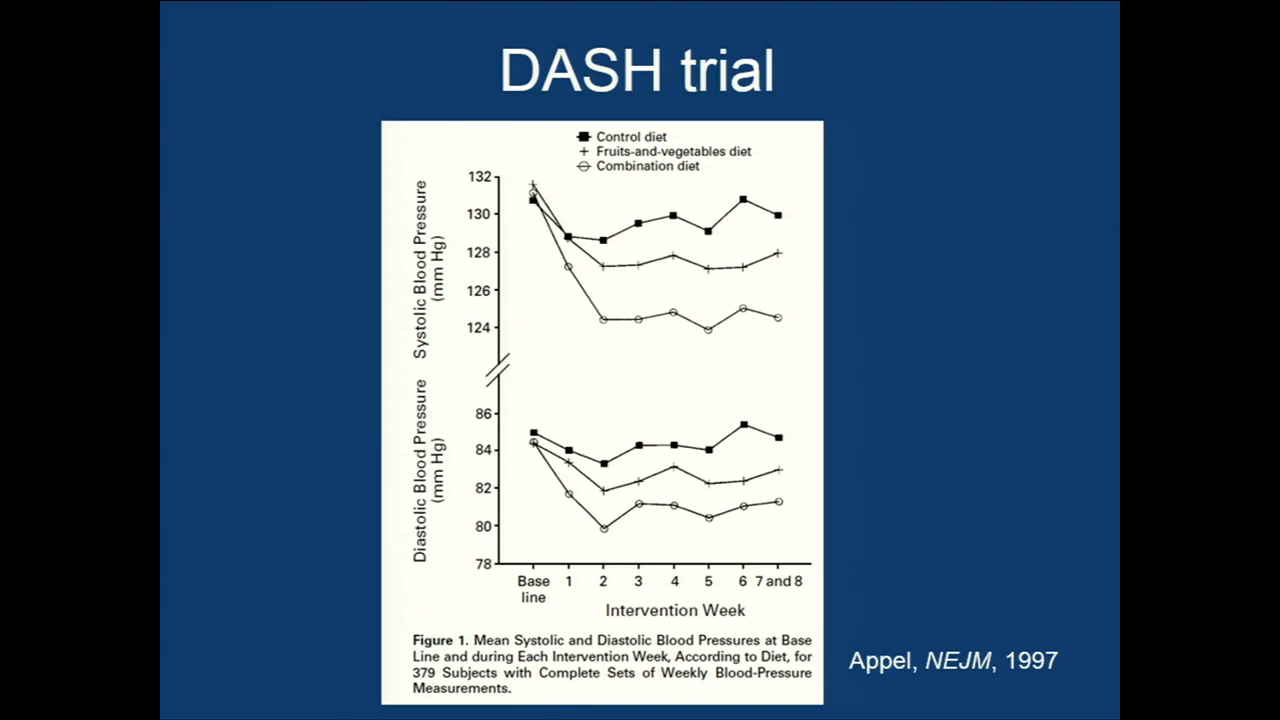 DASH trial
Control diet
Fruits-and-vegetables diet
Combination diet
132
130
128
126
124
Systolic Blood Pressure
(mm Hg)
86
84
82
80
78
Diastolic Blood Pressure
(mm Hg)
Base line 1 2 3 4 5 6 7 and 8
Intervention Week
Figure 1. Mean Systolic and Diastolic Blood Pressures at Base
Line and during Each Intervention Week, According to Diet, for
379 Subjects with Complete Sets of Weekly Blood-Pressure
Measurements.
Appel, NEJM, 1997